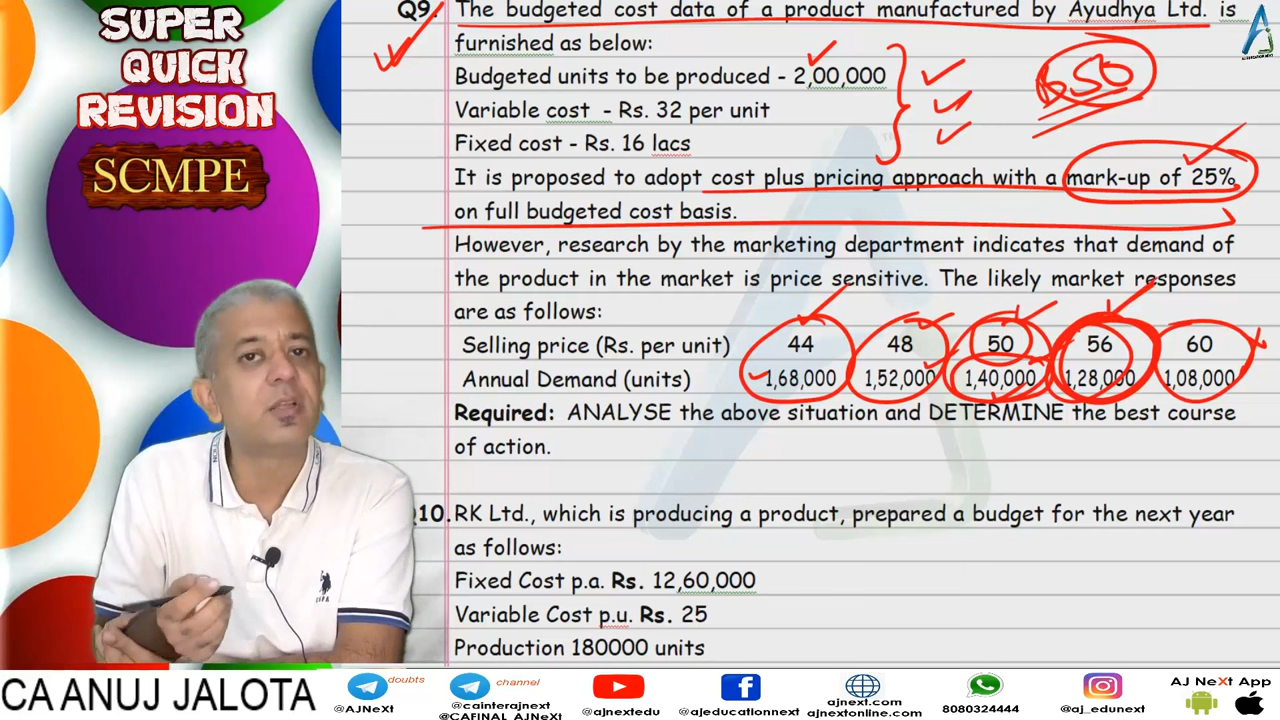 SUPER
QUICK
REVISION
SCMPE
Q9. The budgeted cost data of a product manufactured by Ayudhya Ltd. is
furnished as below:
Budgeted units to be produced - 2,00,000
Variable cost - Rs. 32 per unit
Fixed cost - Rs. 16 lacs
50
It is proposed to adopt cost plus pricing approach with a mark-up of 25%
on full budgeted cost basis.
However, research by the marketing department indicates that demand of
the product in the market is price sensitive. The likely market responses
are as follows:
Selling price (Rs. per unit) 44 48 50 56 60
Annual Demand (units) 1,68,000 1,52,000 1,40,000 1,28,000 1,08,000
Required: ANALYSE the above situation and DETERMINE the best course
of action.
Q10. RK Ltd., which is producing a product, prepared a budget for the next year
as follows:
Fixed Cost p.a. Rs. 12,60,000
Variable Cost p.u. Rs. 25
Production 180000 units
CA ANUJ JALOTA
doubts
@AJNeXt
channel
@cainterajnext
@CAFINAL_AJNeXt
@ajnextedu
@ajeducationnext
ajnext.com
ajnextonline.com
8080324444
@aj_edunext
AJ NeXt App